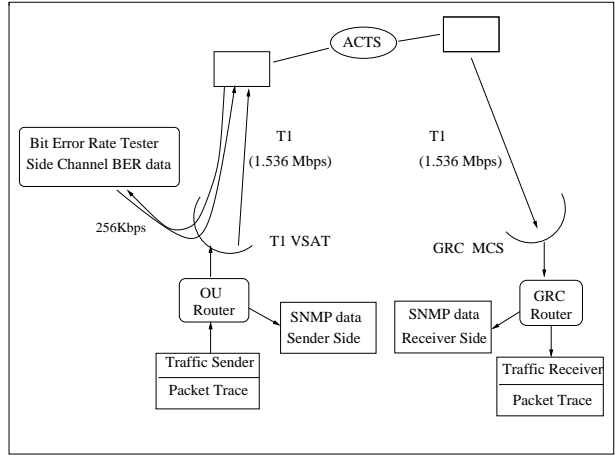 ACTS
T1
(1.536 Mbps)
T1
(1.536 Mbps)
Bit Error Rate Tester
Side Channel BER data
256Kbps
T1 VSAT
GRC MCS
OU
Router
SNMP data
Sender Side
SNMP data
Receiver Side
GRC
Router
Traffic Sender
Packet Trace
Traffic Receiver
Packet Trace